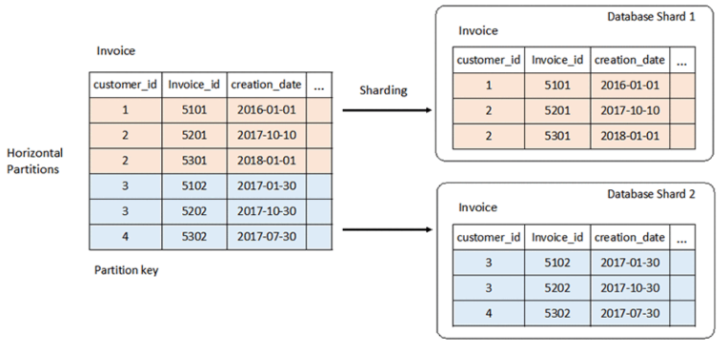 Invoice
customer_id Invoice_id creation_date ...
1 5101 2016-01-01
2 5201 2017-10-10
2 5301 2018-01-01
3 5102 2017-01-30
3 5202 2017-10-30
4 5302 2017-07-30
Horizontal
Partitions
Partition key
Sharding
Database Shard 1
Invoice
customer_id Invoice_id creation_date ...
1 5101 2016-01-01
2 5201 2017-10-10
2 5301 2018-01-01
Database Shard 2
Invoice
customer_id Invoice_id creation_date ...
3 5102 2017-01-30
3 5202 2017-10-30
4 5302 2017-07-30